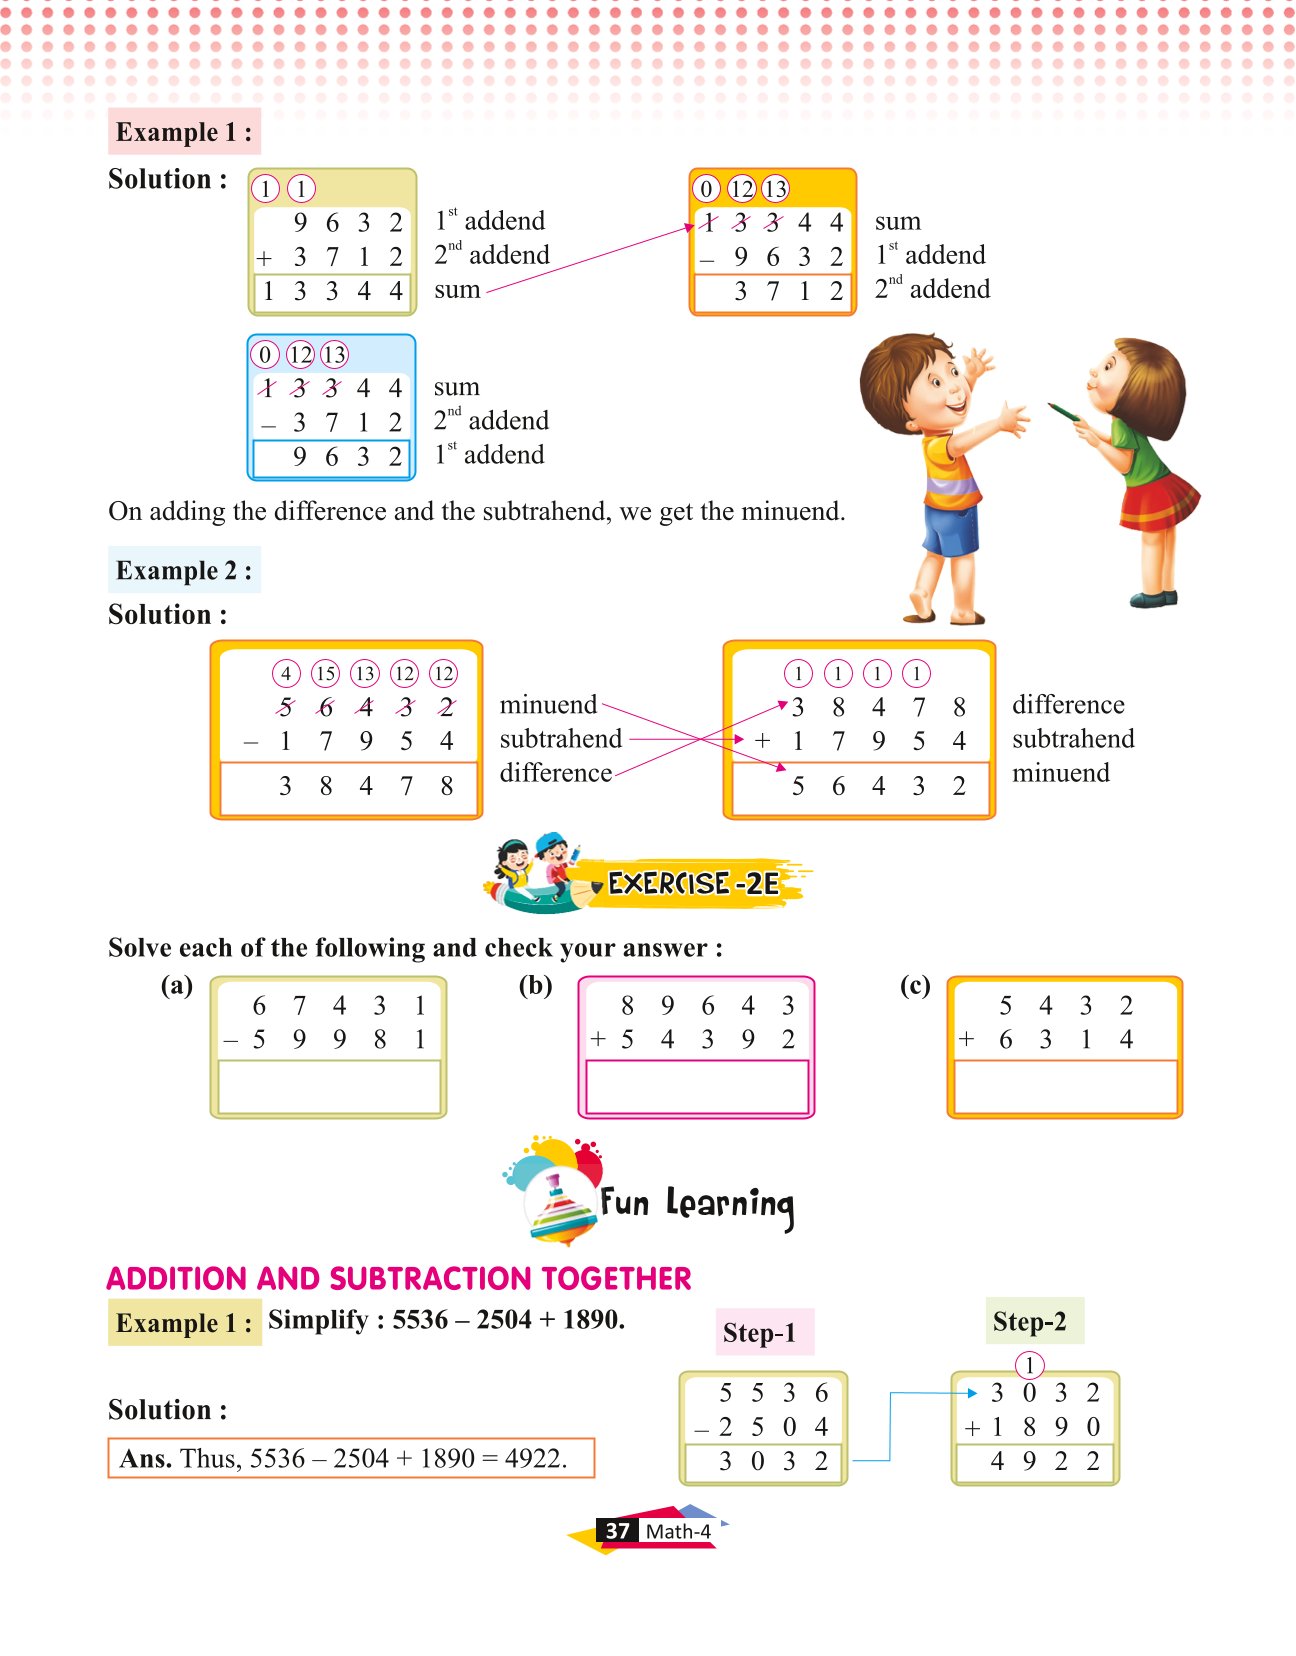 Example 1 :
Solution :
1 1
9 6 3 2 1st addend
+ 3 7 1 2 2nd addend
1 3 3 4 4 sum
0 12 13
1 3 3 4 4 sum
– 9 6 3 2 1st addend
3 7 1 2 2nd addend
0 12 13
1 3 3 4 4 sum
– 3 7 1 2 2nd addend
9 6 3 2 1st addend
On adding the difference and the subtrahend, we get the minuend.
Example 2 :
Solution :
4 15 13 12 12
5 6 4 3 2 minuend
– 1 7 9 5 4 subtrahend
3 8 4 7 8 difference
1 1 1 1
3 8 4 7 8 difference
+ 1 7 9 5 4 subtrahend
5 6 4 3 2 minuend
EXERCISE -2E
Solve each of the following and check your answer :
(a)
6 7 4 3 1
– 5 9 9 8 1
(b)
8 9 6 4 3
+ 5 4 3 9 2
(c)
5 4 3 2
+ 6 3 1 4
Fun Learning
ADDITION AND SUBTRACTION TOGETHER
Example 1 : Simplify : 5536 – 2504 + 1890.
Solution :
Ans. Thus, 5536 – 2504 + 1890 = 4922.
Step-1
5 5 3 6
– 2 5 0 4
3 0 3 2
Step-2
1
3 0 3 2
+ 1 8 9 0
4 9 2 2
37 Math-4